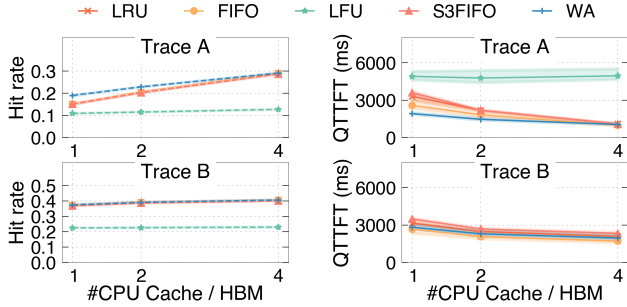 LRU FIFO LFU S3FIFO WA
Trace A
Hit rate
0.3
0.2
0.1
0.0
1 2 4
Trace A
QTTFT (ms)
6000
3000
0
1 2 4
Trace B
Hit rate
0.5
0.4
0.3
0.2
0.1
0.0
1 2 4
#CPU Cache / HBM
Trace B
QTTFT (ms)
6000
3000
0
1 2 4
#CPU Cache / HBM